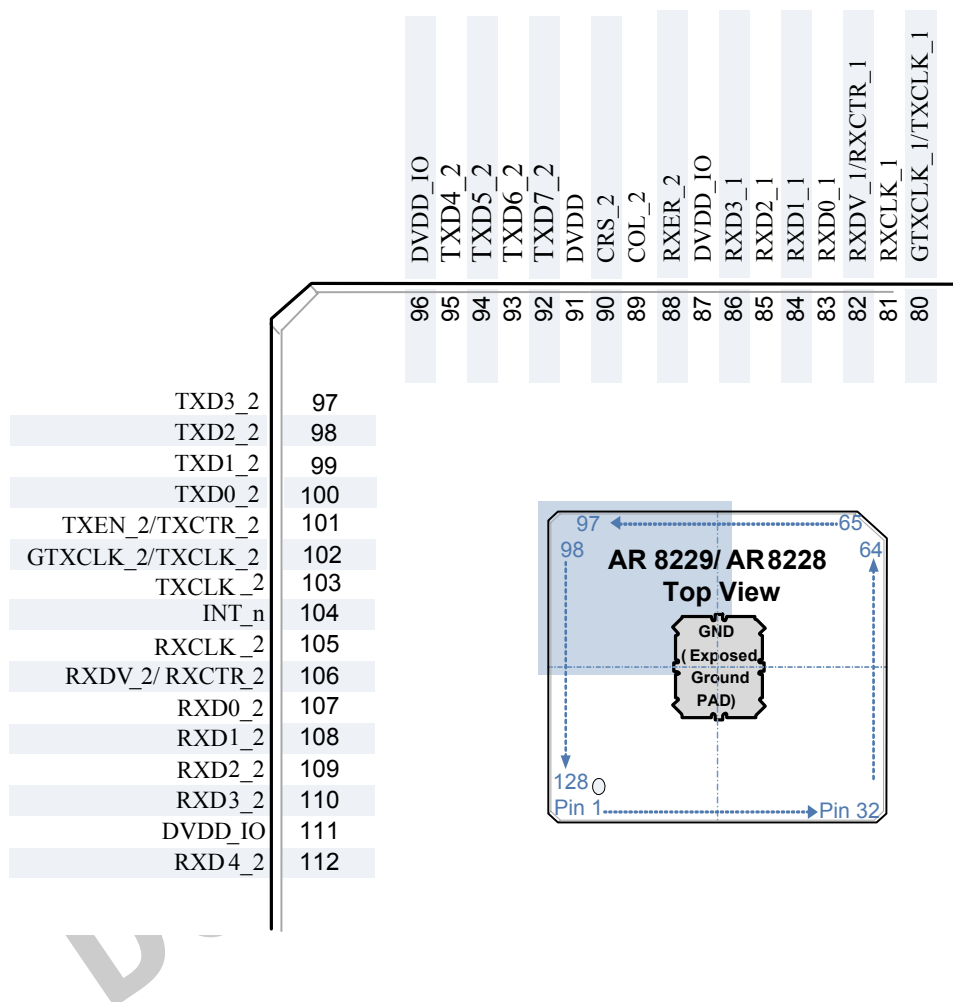 DVDD_IO
TXD4_2
TXD5_2
TXD6_2
TXD7_2
DVDD
CRS_2
COL_2
RXER_2
DVDD_IO
RXD3_1
RXD2_1
RXD1_1
RXD0_1
RXDV_1/RXCTR_1
RXCLK_1
GTXCLK_1/TXCLK_1
96
95
94
93
92
91
90
89
88
87
86
85
84
83
82
81
80
TXD3_2 97
TXD2_2 98
TXD1_2 99
TXD0_2 100
TXEN_2/TXCTR_2 101
GTXCLK_2/TXCLK_2 102
TXCLK_2 103
INT_n 104
RXCLK_2 105
RXDV_2/ RXCTR_2 106
RXD0_2 107
RXD1_2 108
RXD2_2 109
RXD3_2 110
DVDD_IO 111
RXD4_2 112
97 65
98 64
AR 8229/ AR8228
Top View
GND
(Exposed
Ground
PAD)
128
Pin 1 Pin 32